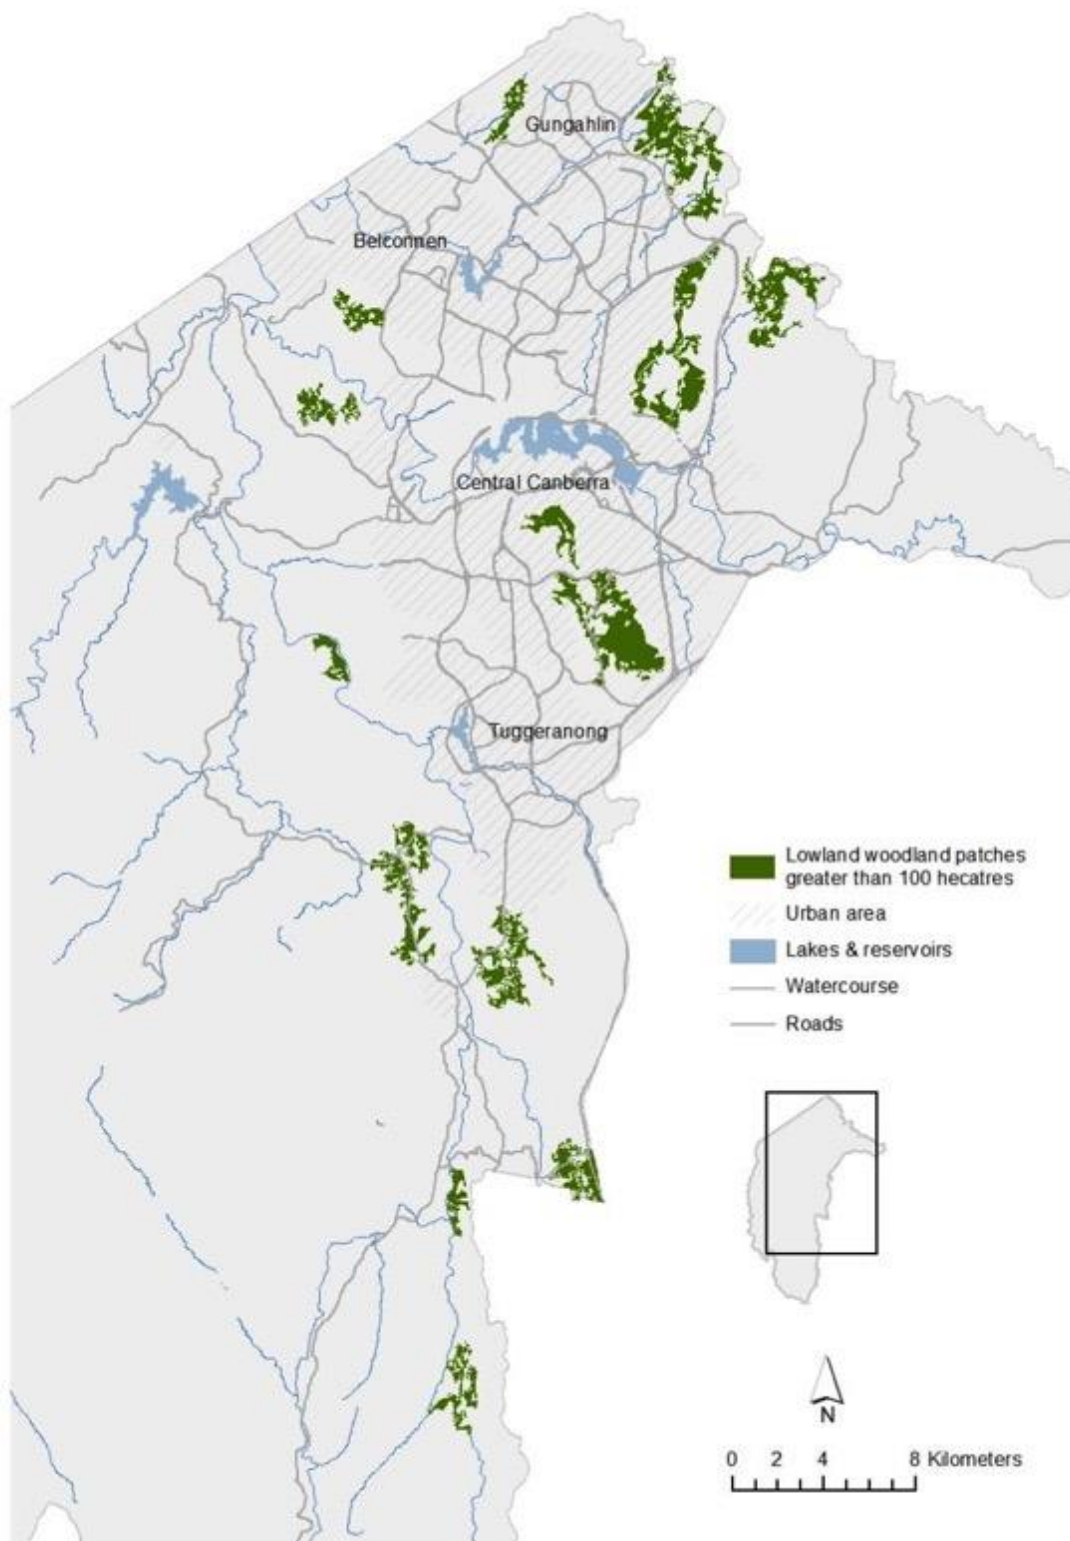 Gungahlin
Belconnen
Central Canberra
Tuggeranong
Lowland woodland patches
greater than 100 hecatres
Urban area
Lakes & reservoirs
Watercourse
Roads
N
0 2 4 8 Kilometers